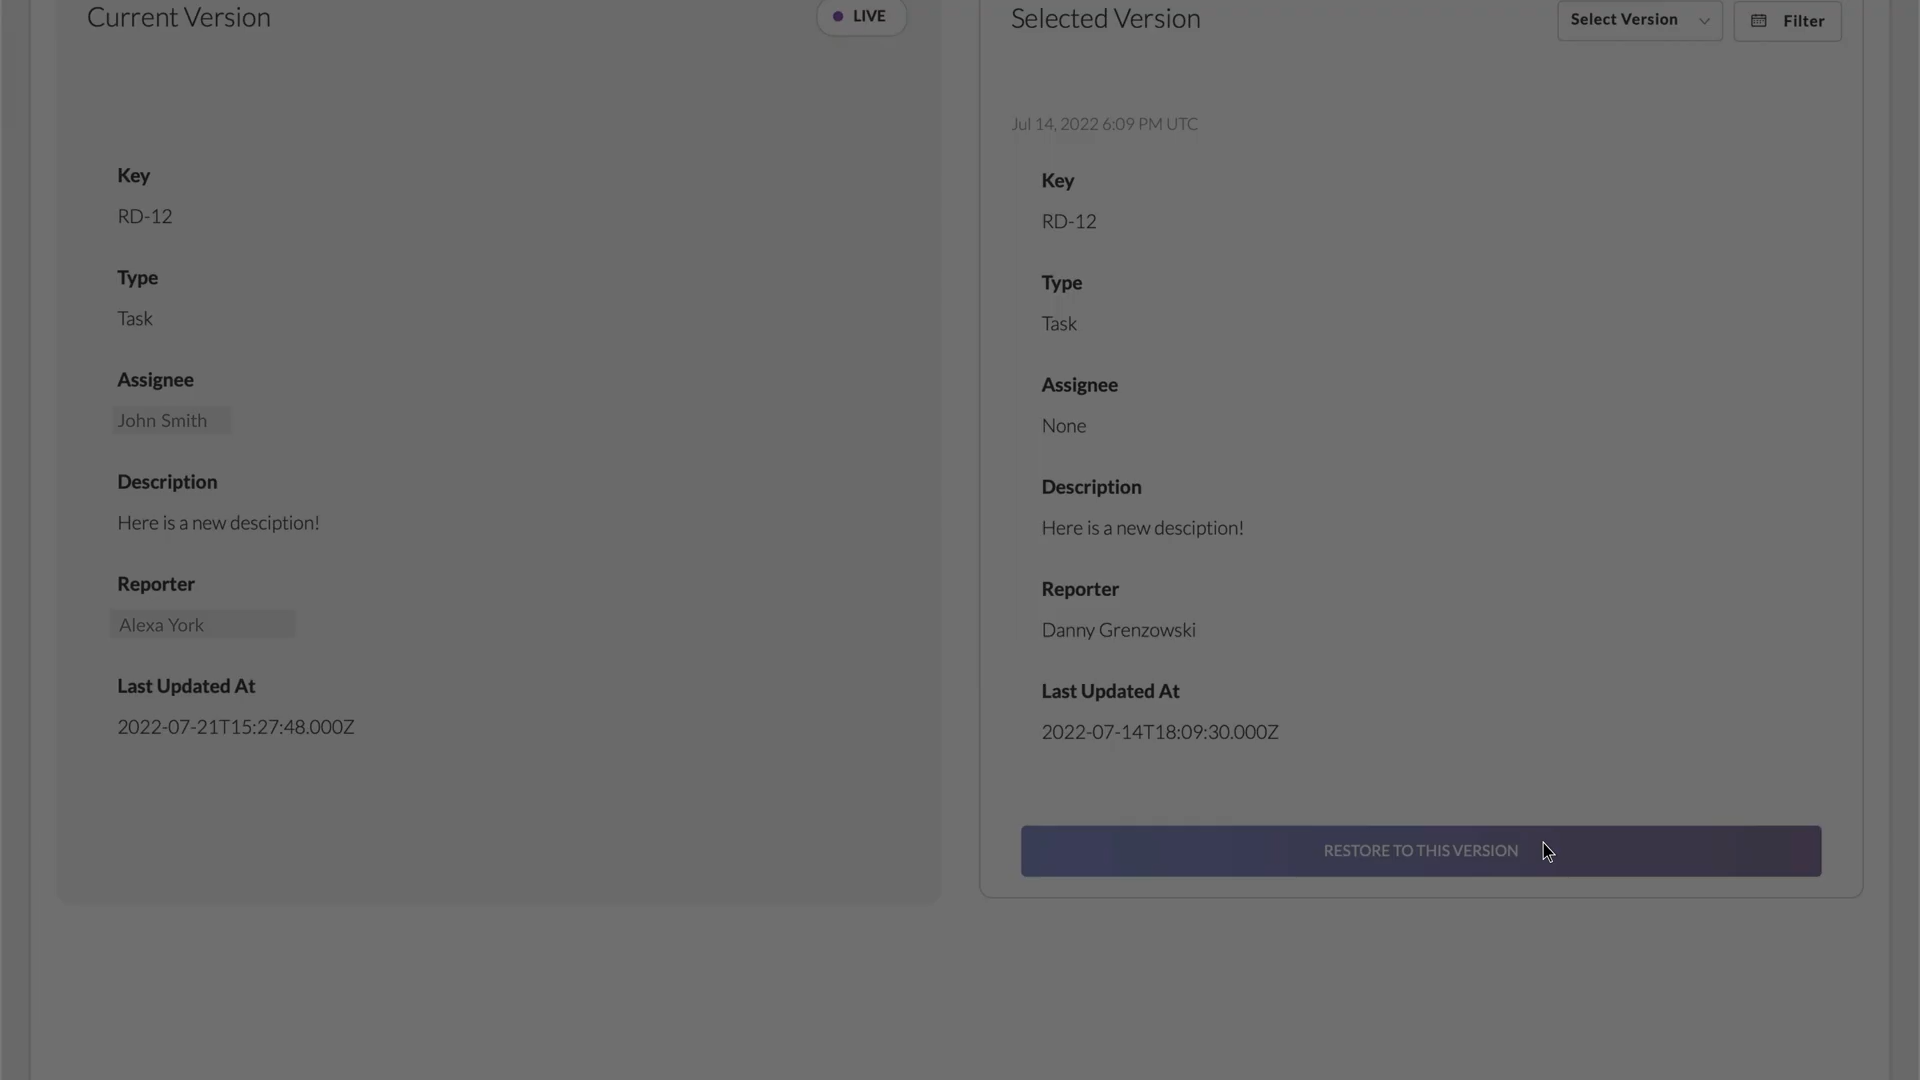 Current Version
LIVE
Key
RD-12
Type
Task
Assignee
John Smith
Description
Here is a new desciption!
Reporter
Alexa York
Last Updated At
2022-07-21T15:27:48.000Z
Selected Version
Select Version
Filter
Jul 14, 2022 6:09 PM UTC
Key
RD-12
Type
Task
Assignee
None
Description
Here is a new desciption!
Reporter
Danny Grenzowski
Last Updated At
2022-07-14T18:09:30.000Z
RESTORE TO THIS VERSION